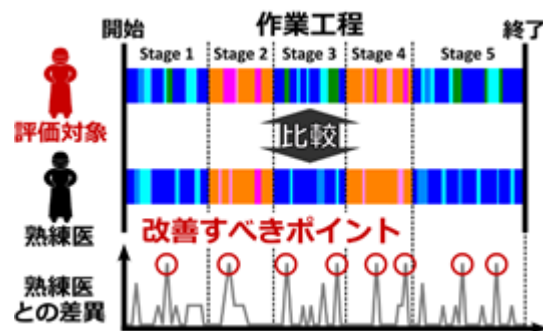 作業工程
開始
終了
Stage 1
Stage 2
Stage 3
Stage 4
Stage 5
評価対象
比較
熟練医
改善すべきポイント
熟練医
との差異